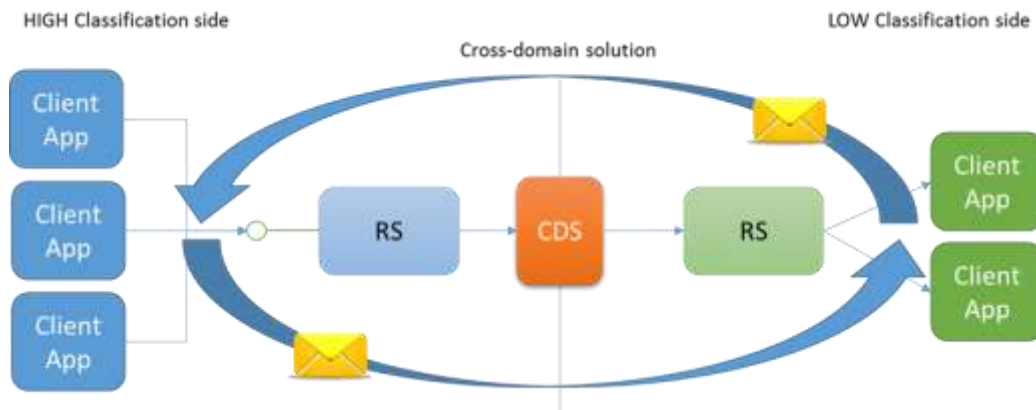 HIGH Classification side
LOW Classification side
Cross-domain solution
Client
App
Client
App
Client
App
RS
CDS
RS
Client
App
Client
App